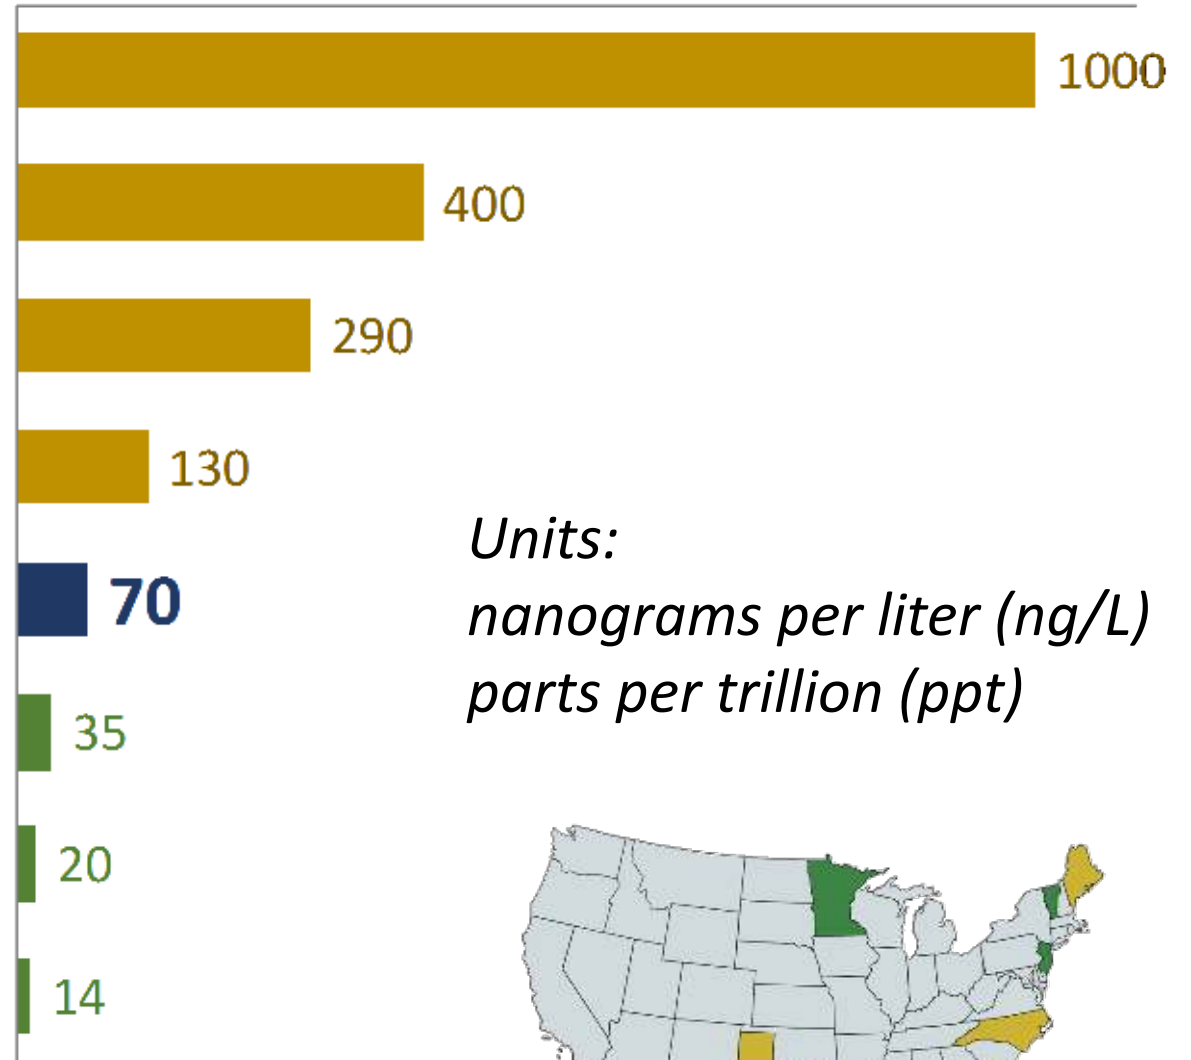 1000
400
290
130
70
Units:
nanograms per liter (ng/L)
parts per trillion (ppt)
35
20
14